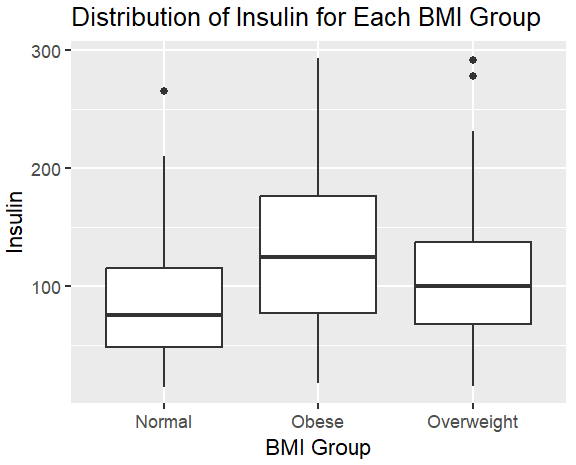 Distribution of Insulin for Each BMI Group
300
200
100
Insulin
Normal Obese Overweight
BMI Group